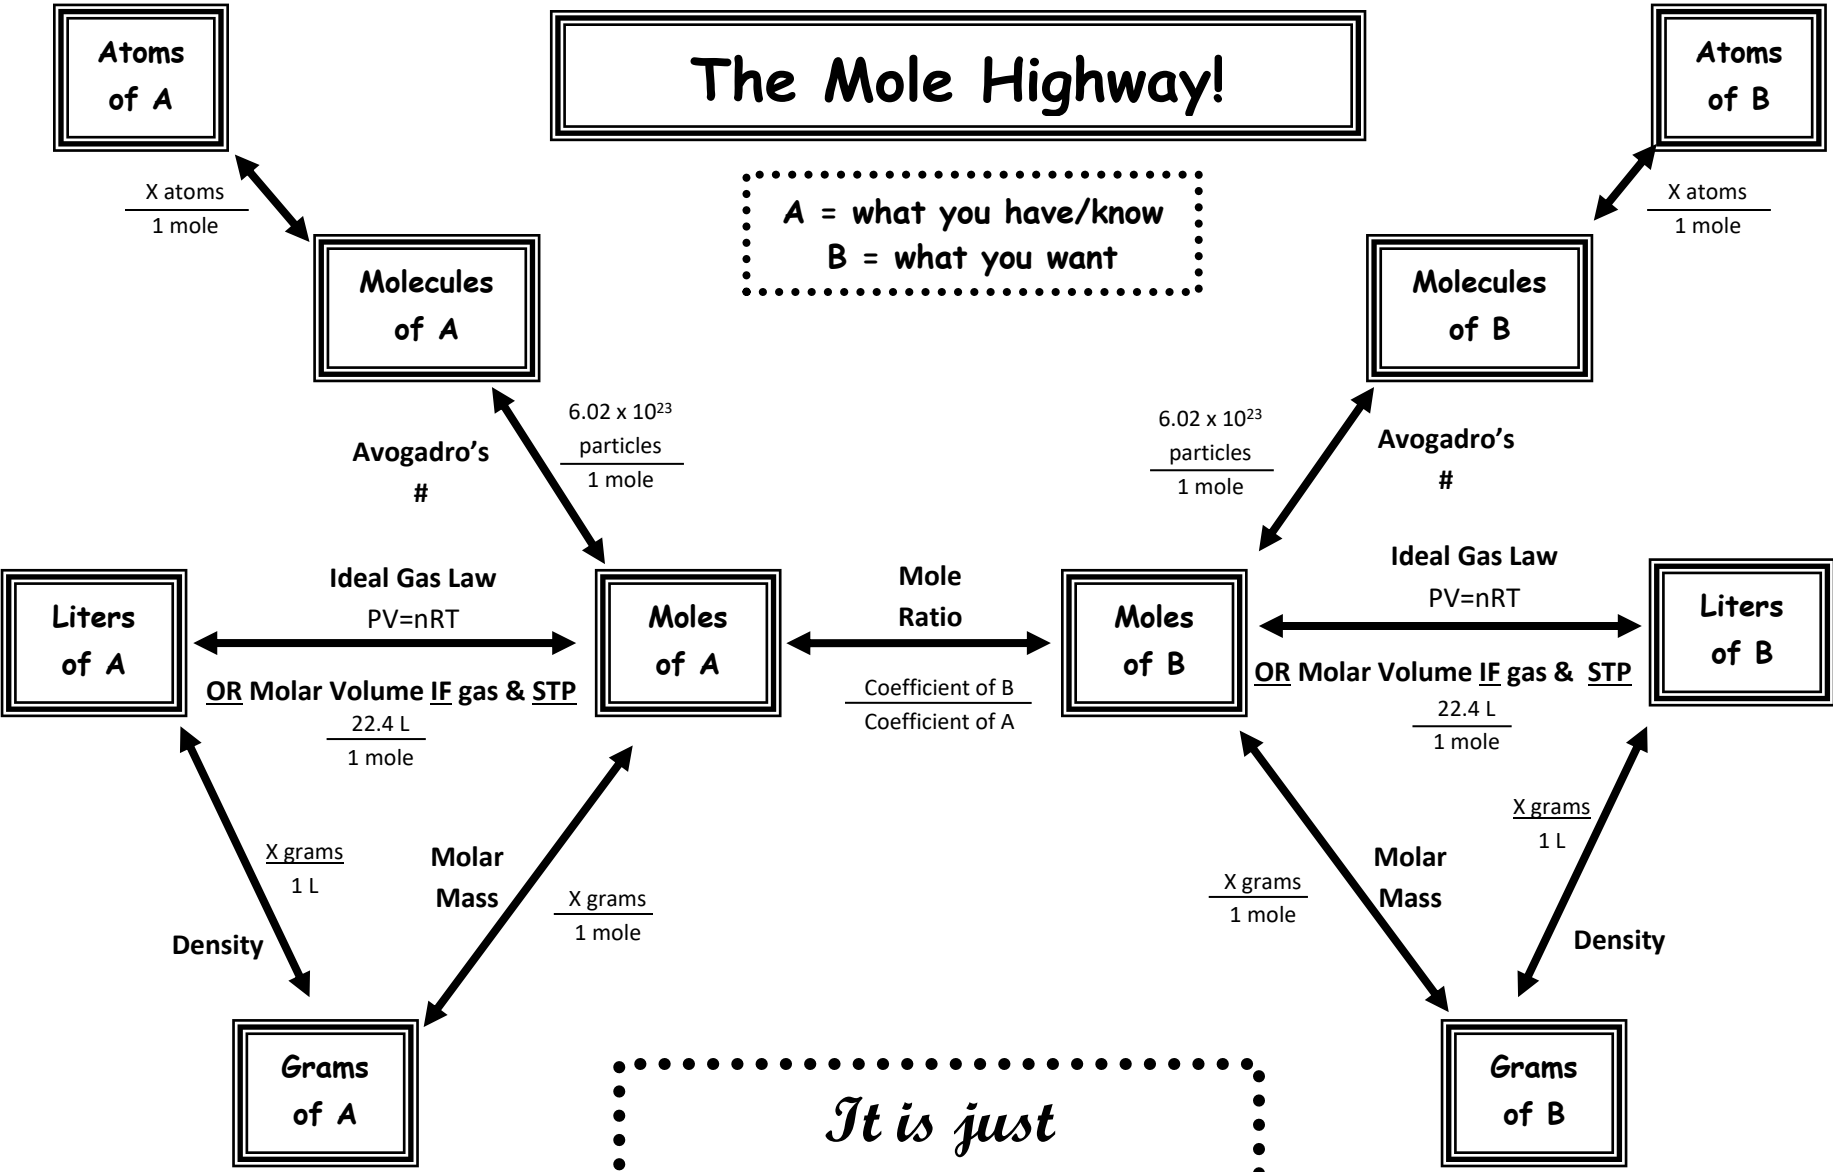 Atoms
of A
The Mole Highway!
Atoms
of B
A = what you have/know
B = what you want
X atoms
1 mole
X atoms
1 mole
Molecules
of A
Molecules
of B
Avogadro's
#
6.02 x 10²³
particles
1 mole
6.02 x 10²³
particles
1 mole
Avogadro's
#
Liters
of A
Ideal Gas Law
PV=nRT
OR Molar Volume IF gas & STP
22.4 L
1 mole
Moles
of A
Mole
Ratio
Coefficient of B
Coefficient of A
Moles
of B
Ideal Gas Law
PV=nRT
OR Molar Volume IF gas & STP
22.4 L
1 mole
Liters
of B
X grams
1 L
Density
Molar
Mass
X grams
1 mole
X grams
1 mole
Molar
Mass
X grams
1 L
Density
Grams
of A
It is just
Grams
of B